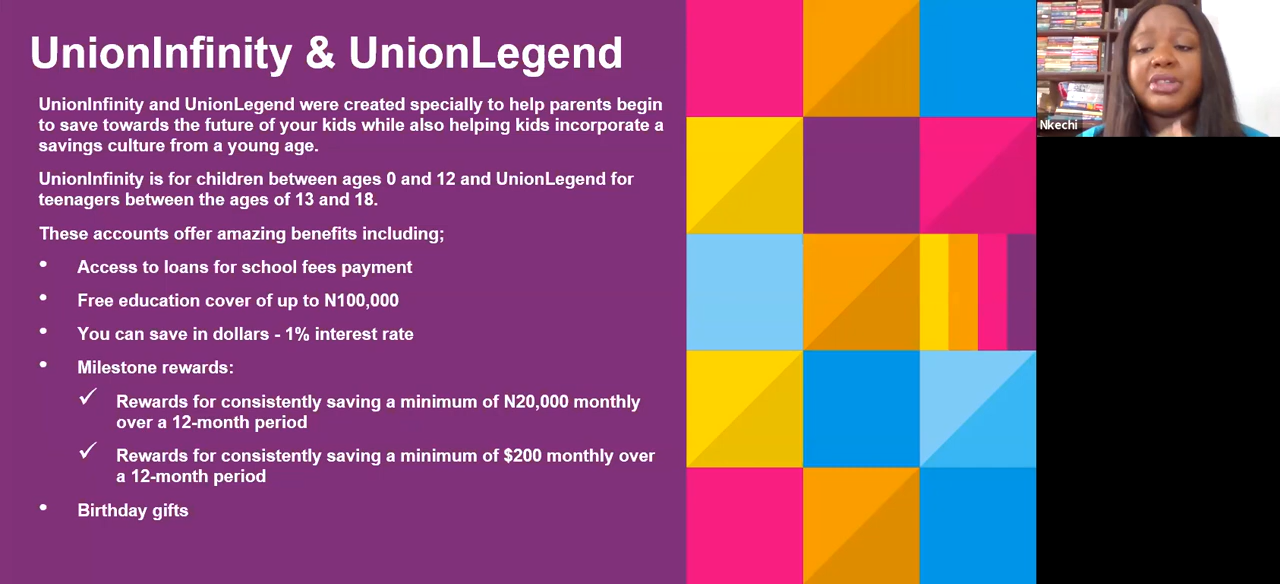 UnionInfinity & UnionLegend
UnionInfinity and UnionLegend were created specially to help parents begin
to save towards the future of your kids while also helping kids incorporate a
savings culture from a young age.
UnionInfinity is for children between ages 0 and 12 and UnionLegend for
teenagers between the ages of 13 and 18.
These accounts offer amazing benefits including;
• Access to loans for school fees payment
• Free education cover of up to N100,000
• You can save in dollars - 1% interest rate
• Milestone rewards:
✓ Rewards for consistently saving a minimum of N20,000 monthly
over a 12-month period
✓ Rewards for consistently saving a minimum of $200 monthly over
a 12-month period
• Birthday gifts
Nkechi